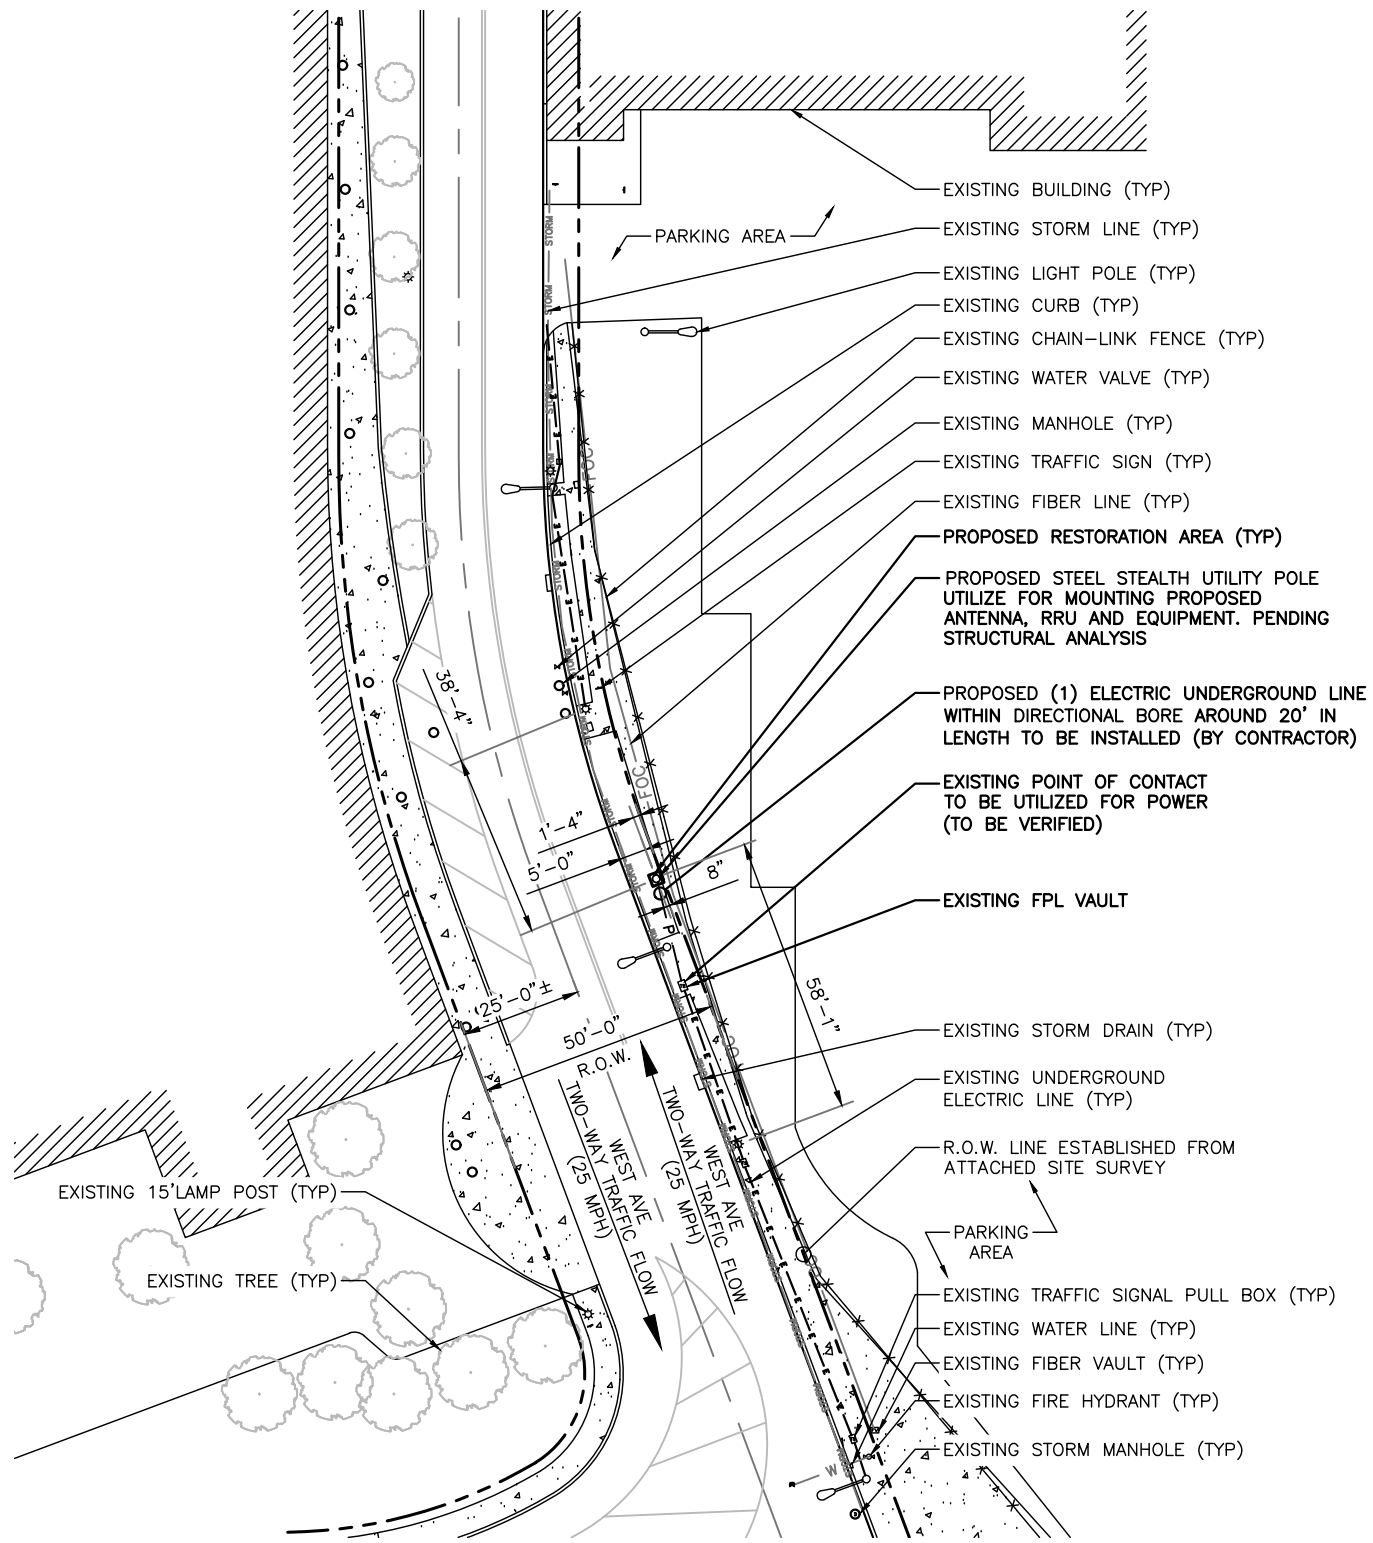 EXISTING BUILDING (TYP)
EXISTING STORM LINE (TYP)
PARKING AREA
EXISTING LIGHT POLE (TYP)
EXISTING CURB (TYP)
EXISTING CHAIN-LINK FENCE (TYP)
EXISTING WATER VALVE (TYP)
EXISTING MANHOLE (TYP)
EXISTING TRAFFIC SIGN (TYP)
EXISTING FIBER LINE (TYP)
PROPOSED RESTORATION AREA (TYP)
PROPOSED STEEL STEALTH UTILITY POLE
UTILIZE FOR MOUNTING PROPOSED
ANTENNA, RRU AND EQUIPMENT. PENDING
STRUCTURAL ANALYSIS
PROPOSED (1) ELECTRIC UNDERGROUND LINE
WITHIN DIRECTIONAL BORE AROUND 20' IN
LENGTH TO BE INSTALLED (BY CONTRACTOR)
EXISTING POINT OF CONTACT
TO BE UTILIZED FOR POWER
(TO BE VERIFIED)
EXISTING FPL VAULT
EXISTING STORM DRAIN (TYP)
EXISTING UNDERGROUND
ELECTRIC LINE (TYP)
R.O.W. LINE ESTABLISHED FROM
ATTACHED SITE SURVEY
PARKING
AREA
EXISTING TRAFFIC SIGNAL PULL BOX (TYP)
EXISTING WATER LINE (TYP)
EXISTING FIBER VAULT (TYP)
EXISTING FIRE HYDRANT (TYP)
EXISTING STORM MANHOLE (TYP)
STORM
STORM
STORM
STORM
STORM
FOC
FOC
38'-4"
1'-4"
5'-0"
8"
P
25'-0"±
50'-0"
R.O.W.
58'-1"
WEST AVE
TWO-WAY TRAFFIC FLOW
(25 MPH)
WEST AVE
TWO-WAY TRAFFIC FLOW
(25 MPH)
EXISTING 15'LAMP POST (TYP)
EXISTING TREE (TYP)
W